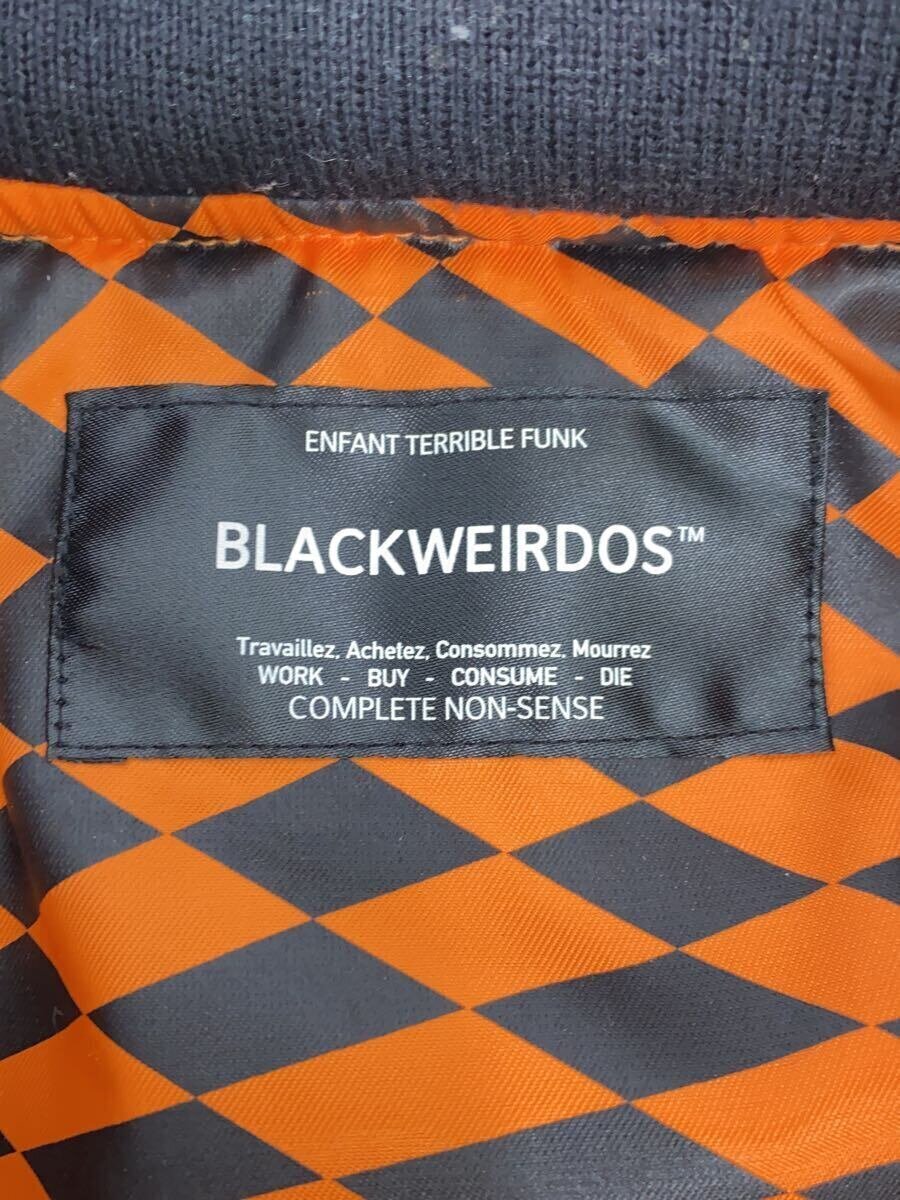 ENFANT TERRIBLE FUNK
BLACKWEIRDOS™
Travaillez, Achetez, Consommez, Mourrez
WORK - BUY - CONSUME - DIE
COMPLETE NON-SENSE